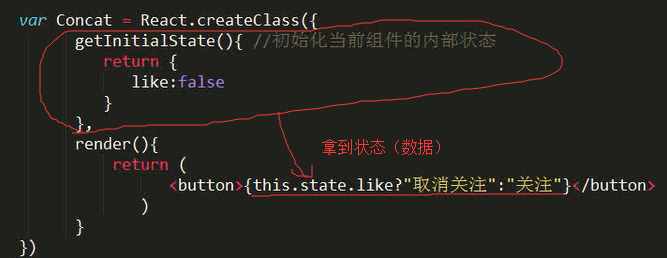 var Concat = React.createClass({
getInitialState(){ //初始化当前组件的内部状态
return {
like:false
}
},
拿到状态（数据）
render(){
return (
<button>{this.state.like?"取消关注":"关注"}</button>
)
}
})